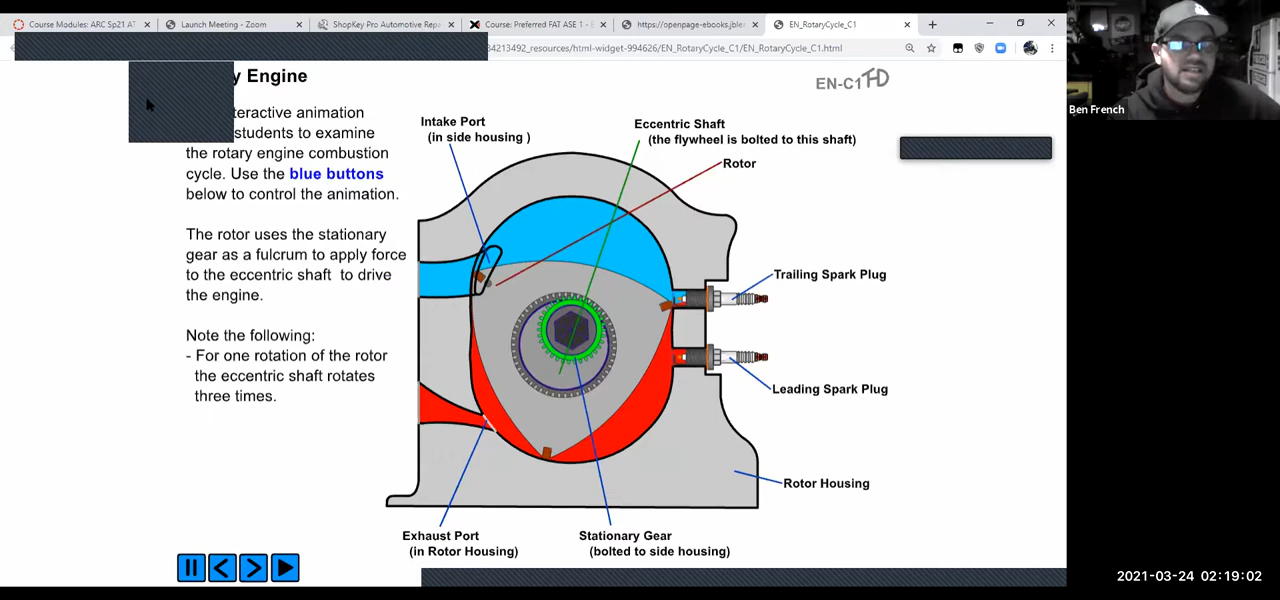 Course Modules: ARC Sp21 AT
Launch Meeting - Zoom
ShopKey Pro Automotive Repa
Course: Preferred FAT ASE 1 - E
https://openpage-ebooks.jbler
EN_RotaryCycle_C1
34213492_resources/html-widget-994626/EN_RotaryCycle_C1/EN_RotaryCycle_C1.html
Ben French
y Engine
EN-C1
teractive animation
students to examine
the rotary engine combustion
cycle. Use the blue buttons
below to control the animation.
The rotor uses the stationary
gear as a fulcrum to apply force
to the eccentric shaft to drive
the engine.
Note the following:
- For one rotation of the rotor
the eccentric shaft rotates
three times.
Intake Port
(in side housing )
Eccentric Shaft
(the flywheel is bolted to this shaft)
Rotor
Trailing Spark Plug
Leading Spark Plug
Rotor Housing
Exhaust Port
(in Rotor Housing)
Stationary Gear
(bolted to side housing)
2021-03-24 02:19:02